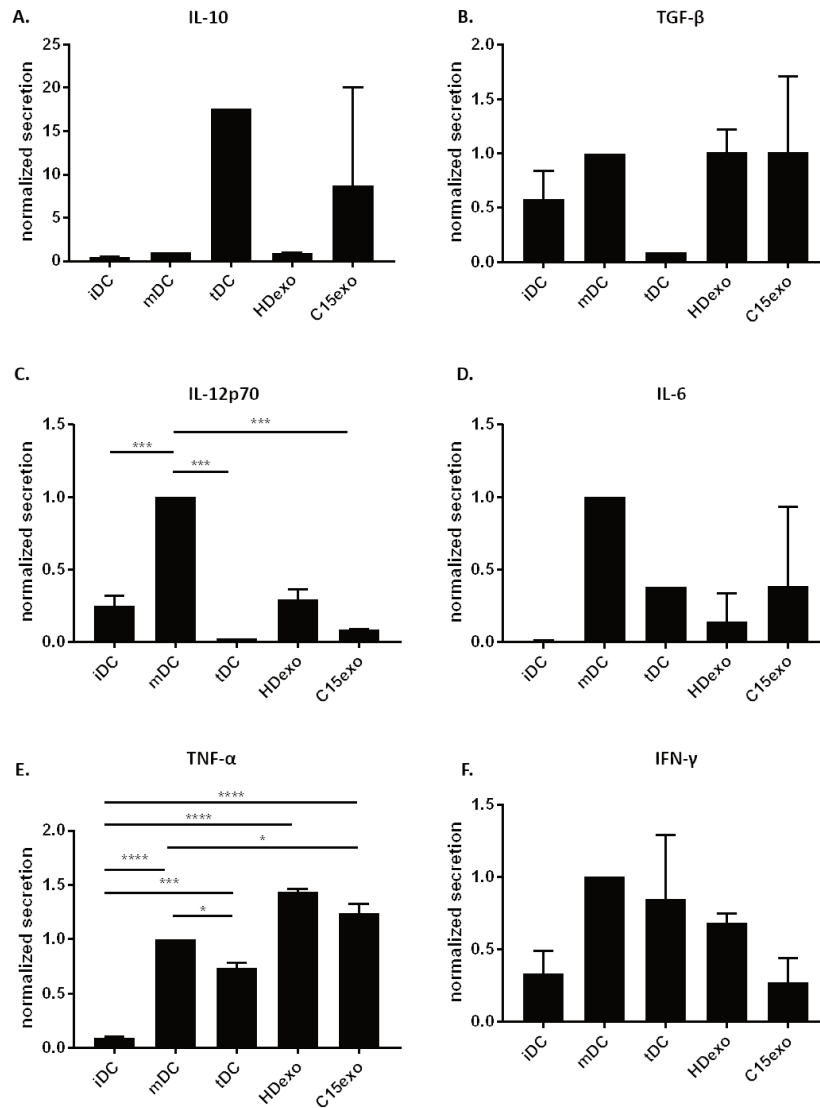 A.
IL-10
normalized secretion
25
20
15
10
5
0
iDC
mDC
tDC
HDexo
C15exo
B.
TGF-β
normalized secretion
2.0
1.5
1.0
0.5
0.0
iDC
mDC
tDC
HDexo
C15exo
C.
IL-12p70
normalized secretion
1.5
1.0
0.5
0.0
***
***
***
iDC
mDC
tDC
HDexo
C15exo
D.
IL-6
normalized secretion
1.5
1.0
0.5
0.0
iDC
mDC
tDC
HDexo
C15exo
E.
TNF-α
normalized secretion
2.0
1.5
1.0
0.5
0.0
****
****
*
****
***
*
iDC
mDC
tDC
HDexo
C15exo
F.
IFN-γ
normalized secretion
1.5
1.0
0.5
0.0
iDC
mDC
tDC
HDexo
C15exo